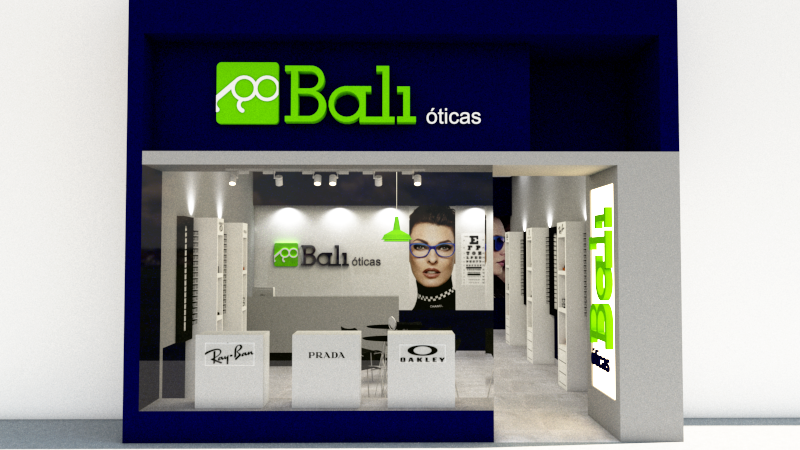 Bali óticas
Bali óticas
E
Ray-Ban
PRADA
OAKLEY
Bali
óticas